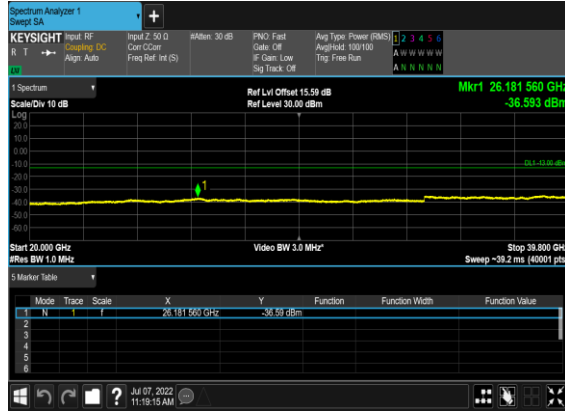 Spectrum Analyzer 1
Swept SA
+
KEYSIGHT Input: RF Input Z: 50 Ω #Atten: 30 dB PNO: Fast Avg Type: Power (RMS) 1 2 3 4 5 6
R T Coupling: DC Corr CCorr Gate: Off Avg|Hold: 100/100 A W W W W W
Align: Auto Freq Ref: Int (S) IF Gain: Low Trig: Free Run
Sig Track: Off A N N N N N
1 Spectrum Ref Lvl Offset 15.59 dB Mkr1 26.181 560 GHz
Scale/Div 10 dB Ref Level 30.00 dBm -36.593 dBm
Log
20.0
10.0
0.00
-10.0 DL1 -13.00 dBm
-20.0
-30.0 1
-40.0
-50.0
-60.0
Start 20.000 GHz Video BW 3.0 MHz* Stop 39.800 GHz
#Res BW 1.0 MHz Sweep ~39.2 ms (40001 pts)
5 Marker Table
Mode Trace Scale X Y Function Function Width Function Value
1 N 1 f 26.181 560 GHz -36.59 dBm
2
3
4
5
6
? Jul 07, 2022
11:19:15 AM